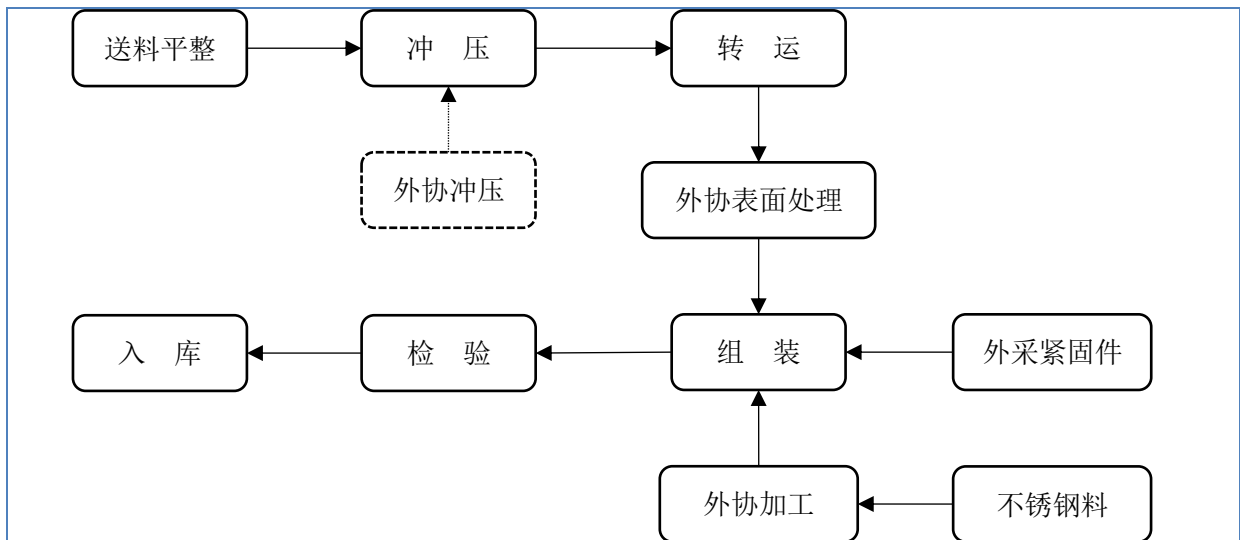 送料平整
冲 压
转 运
外协冲压
外协表面处理
入 库
检 验
组 装
外采紧固件
外协加工
不锈钢料